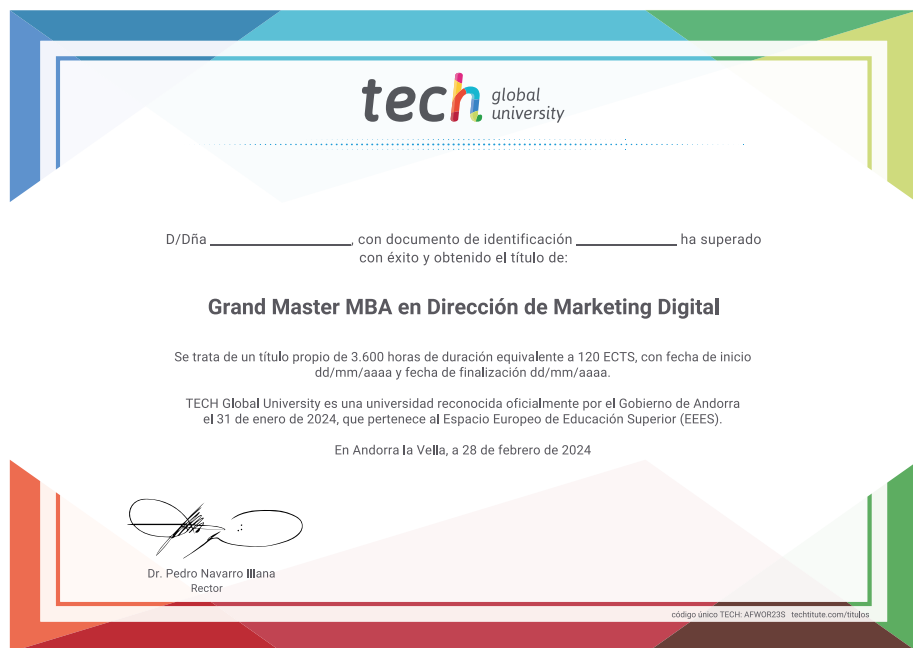 tech global university
D/Dña ______________, con documento de identificación ______________ ha superado
con éxito y obtenido el título de:
Grand Master MBA en Dirección de Marketing Digital
Se trata de un título propio de 3.600 horas de duración equivalente a 120 ECTS, con fecha de inicio
dd/mm/aaaa y fecha de finalización dd/mm/aaaa.
TECH Global University es una universidad reconocida oficialmente por el Gobierno de Andorra
el 31 de enero de 2024, que pertenece al Espacio Europeo de Educación Superior (EEES).
En Andorra la Vella, a 28 de febrero de 2024
Dr. Pedro Navarro Illana
Rector
código único TECH: AFWOR23S techtitute.com/titulos